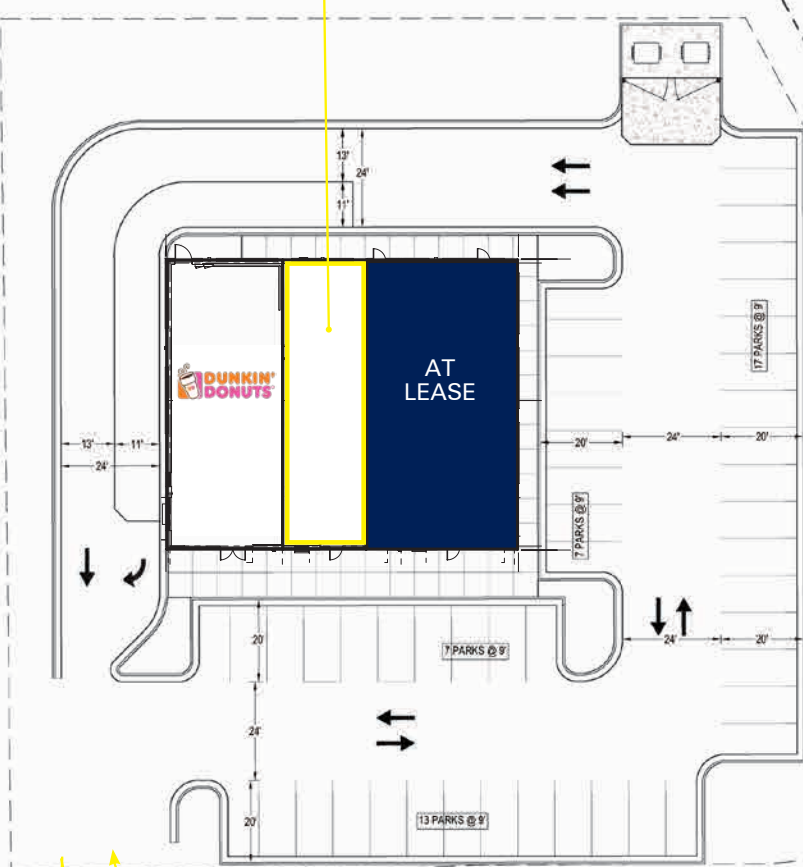 13'
24'
11'
17 PARKS @ 9'
AT
LEASE
DUNKIN'
DONUTS
13'
11'
24'
20'
24'
20'
7 PARKS @ 9'
20'
7 PARKS @ 9'
24'
20'
24'
13 PARKS @ 9'
20'